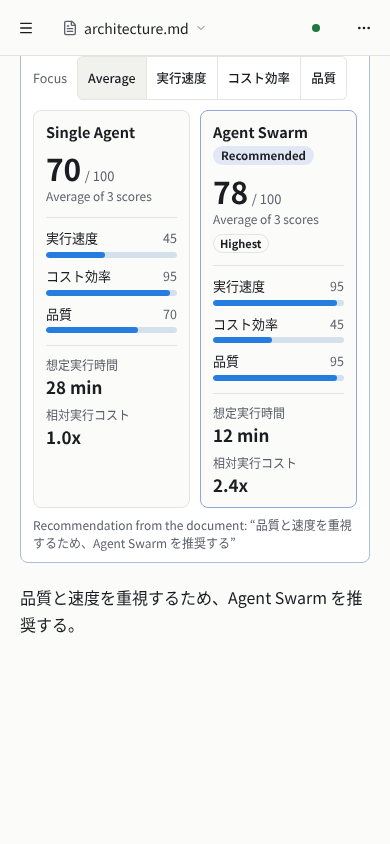 architecture.md
Focus Average 実行速度 コスト効率 品質
Single Agent
70 / 100
Average of 3 scores
実行速度 45
コスト効率 95
品質 70
想定実行時間
28 min
相対実行コスト
1.0x
Agent Swarm
Recommended
78 / 100
Average of 3 scores
Highest
実行速度 95
コスト効率 45
品質 95
想定実行時間
12 min
相対実行コスト
2.4x
Recommendation from the document: “品質と速度を重視
するため、Agent Swarm を推奨する”
品質と速度を重視するため、Agent Swarm を推
奨する。